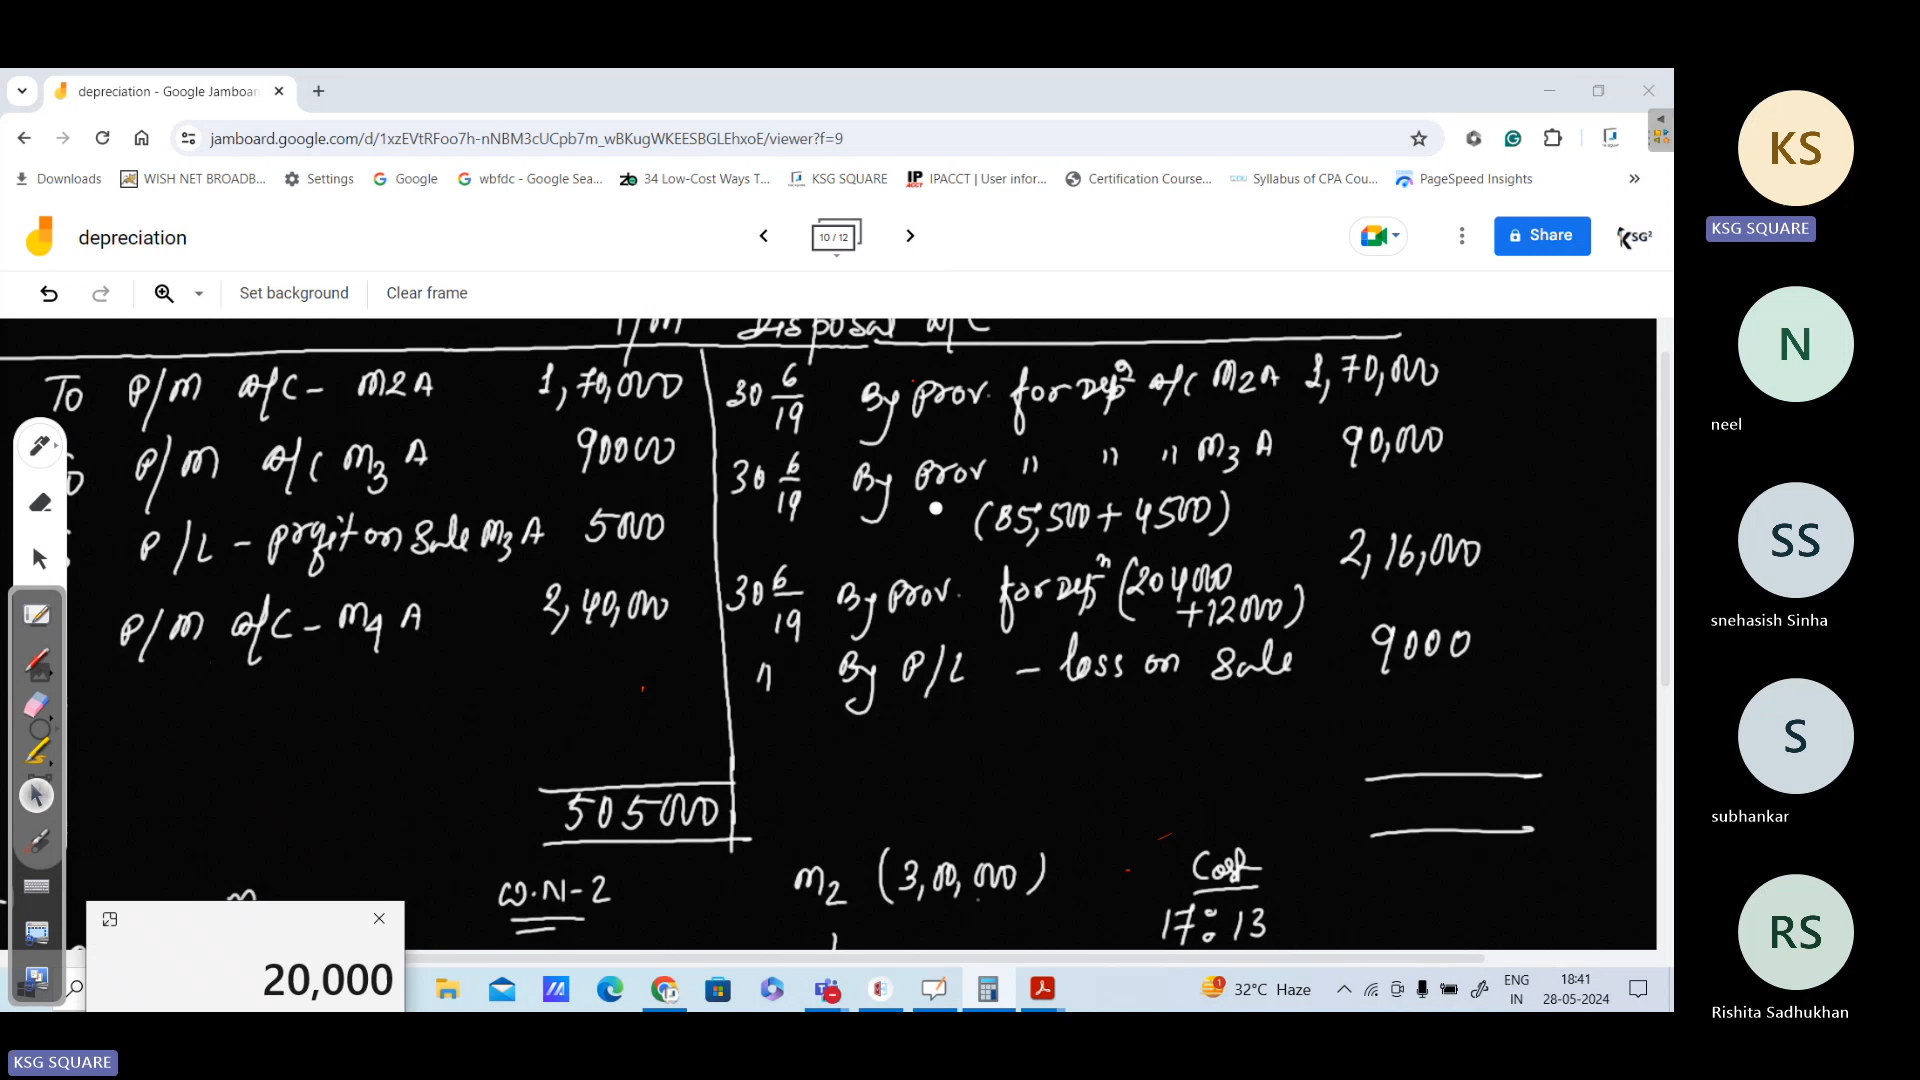 depreciation - Google Jamboar
jamboard.google.com/d/1xzEVtRFoo7h-nNBM3cUCpb7m_wBKugWKEESBGLEhxoE/viewer?f=9
Downloads WISH NET BROADB... Settings Google wbfdc - Google Sea... 34 Low-Cost Ways T... KSG SQUARE IPACCT | User infor... Certification Course... Syllabus of CPA Cou... PageSpeed Insights »
depreciation
10 / 12
Share
KSG²
Set background
Clear frame
P/M Disposal A/C
To P/M A/C - M2A 1,70,000 30 6/19 By Prov. for Depn A/C M2A 1,70,000
P/M A/C M3 A 90000 30 6/19 By Prov " " " M3 A 90,000
(85,500 + 4500)
P/L - profit on Sale M3 A 5000
P/M A/C - M4 A 2,40,000 30 6/19 By Prov. for Depn (204000 + 12000) 2,16,000
" By P/L - loss on Sale 9000
505000
W.N-2 M2 (3,00,000) Cost
17 : 13
20,000
32°C Haze
ENG
IN
18:41
28-05-2024
KS
KSG SQUARE
N
neel
SS
snehasish Sinha
S
subhankar
RS
Rishita Sadhukhan
KSG SQUARE